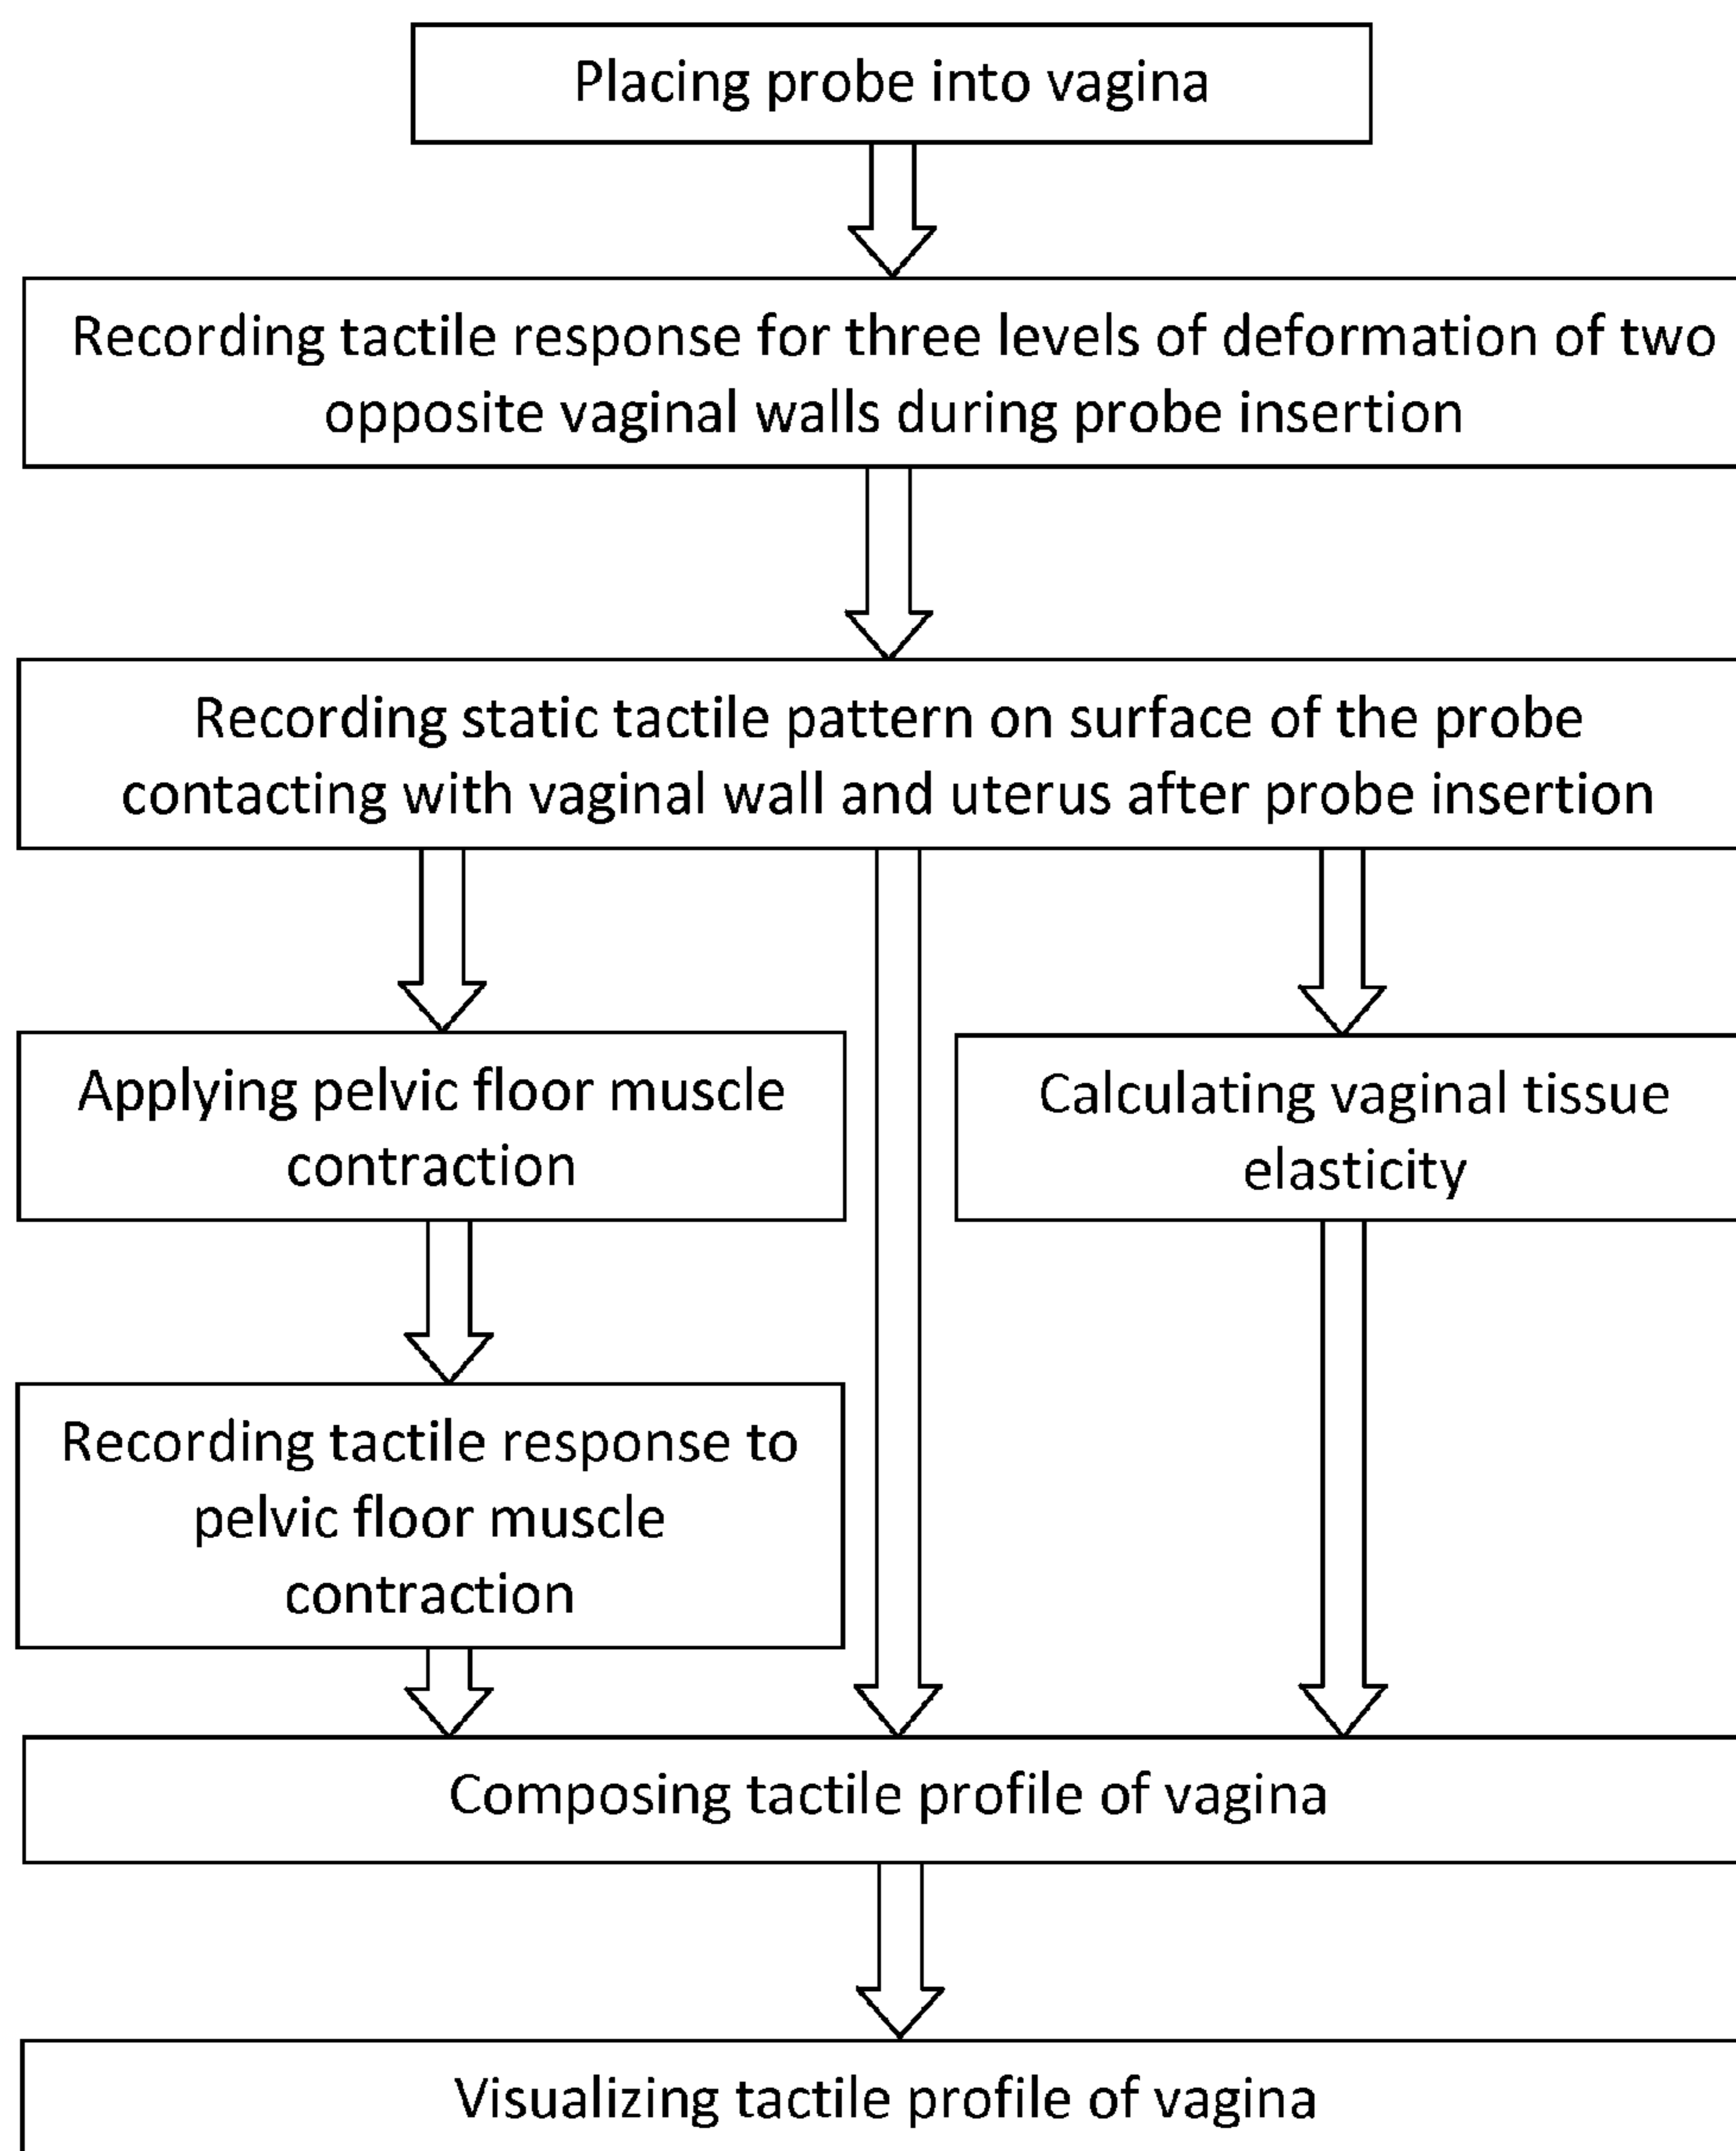 Placing probe into vagina
Recording tactile response for three levels of deformation of two
opposite vaginal walls during probe insertion
Recording static tactile pattern on surface of the probe
contacting with vaginal wall and uterus after probe insertion
Applying pelvic floor muscle
contraction
Calculating vaginal tissue
elasticity
Recording tactile response to
pelvic floor muscle
contraction
Composing tactile profile of vagina
Visualizing tactile profile of vagina